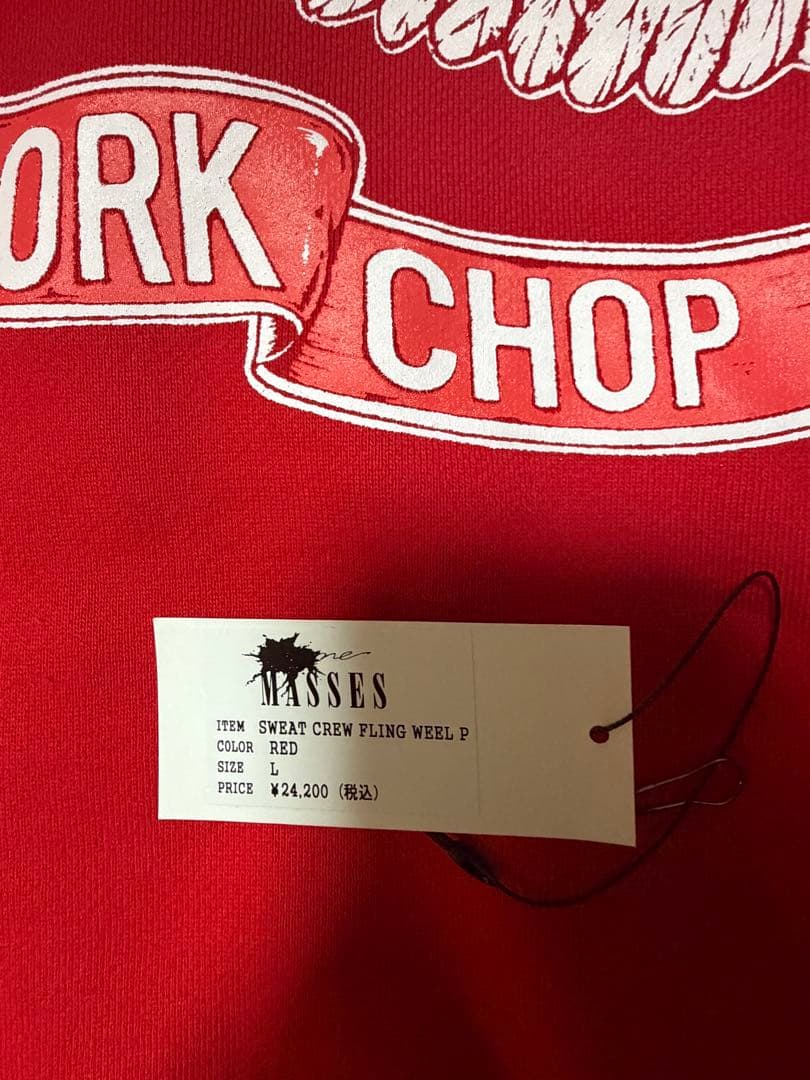 ORK
CHOP
MASSES
ITEM SWEAT CREW FLING WEEL P
COLOR RED
SIZE L
PRICE ¥24,200 (税込)